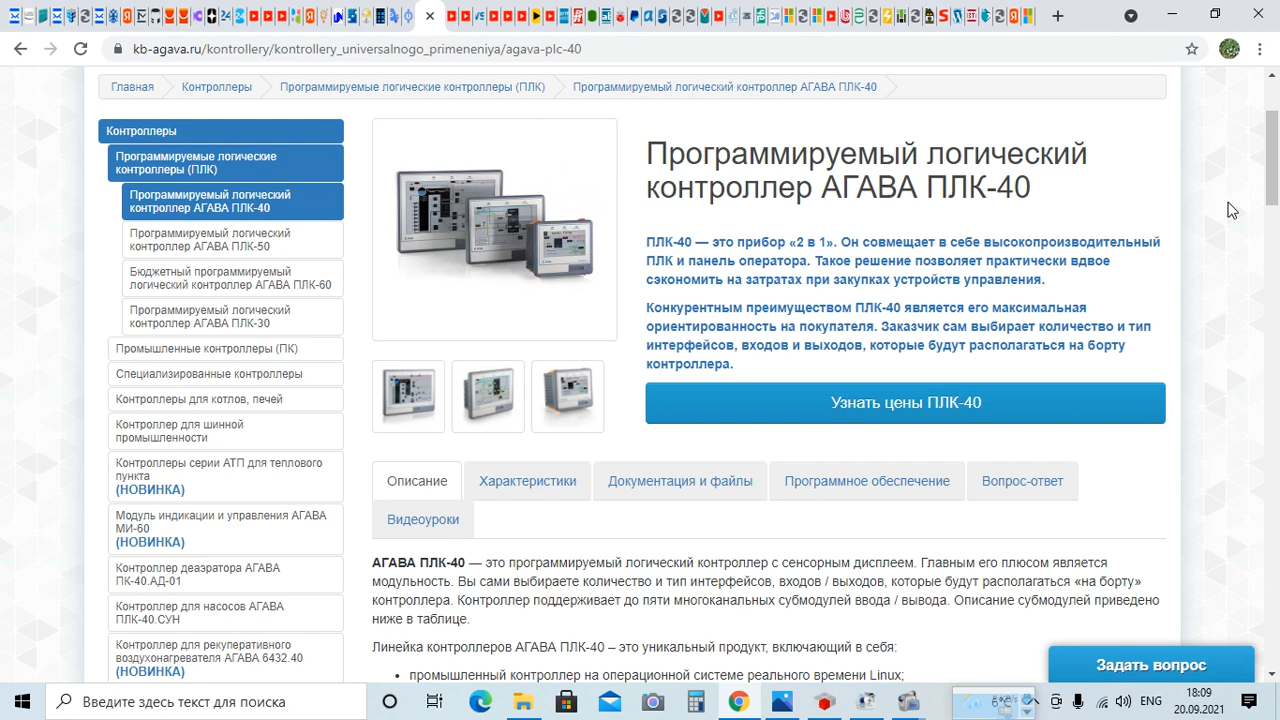 kb-agava.ru/kontrollery/kontrollery_universalnogo_primeneniya/agava-plc-40
Главная
Контроллеры
Программируемые логические контроллеры (ПЛК)
Программируемый логический контроллер АГАВА ПЛК-40
Контроллеры
Программируемые логические
контроллеры (ПЛК)
Программируемый логический
контроллер АГАВА ПЛК-40
Программируемый логический
контроллер АГАВА ПЛК-50
Бюджетный программируемый
логический контроллер АГАВА ПЛК-60
Программируемый логический
контроллер АГАВА ПЛК-30
Промышленные контроллеры (ПК)
Специализированные контроллеры
Контроллеры для котлов, печей
Контроллер для шинной
промышленности
Контроллеры серии АТП для теплового
пункта
(НОВИНКА)
Модуль индикации и управления АГАВА
МИ-60
(НОВИНКА)
Контроллер деаэратора АГАВА
ПК-40.АД-01
Контроллер для насосов АГАВА
ПЛК-40.СУН
Контроллер для рекуперативного
воздухонагревателя АГАВА 6432.40
(НОВИНКА)
Программируемый логический
контроллер АГАВА ПЛК-40
ПЛК-40 — это прибор «2 в 1». Он совмещает в себе высокопроизводительный
ПЛК и панель оператора. Такое решение позволяет практически вдвое
сэкономить на затратах при закупках устройств управления.
Конкурентным преимуществом ПЛК-40 является его максимальная
ориентированность на покупателя. Заказчик сам выбирает количество и тип
интерфейсов, входов и выходов, которые будут располагаться на борту
контроллера.
Узнать цены ПЛК-40
Описание
Характеристики
Документация и файлы
Программное обеспечение
Вопрос-ответ
Видеоуроки
АГАВА ПЛК-40 — это программируемый логический контроллер с сенсорным дисплеем. Главным его плюсом является
модульность. Вы сами выбираете количество и тип интерфейсов, входов / выходов, которые будут располагаться «на борту»
контроллера. Контроллер поддерживает до пяти многоканальных субмодулей ввода / вывода. Описание субмодулей приведено
ниже в таблице.
Линейка контроллеров АГАВА ПЛК-40 – это уникальный продукт, включающий в себя:
• промышленный контроллер на операционной системе реального времени Linux;
Задать вопрос
Введите здесь текст для поиска
ENG
18:09
20.09.2021